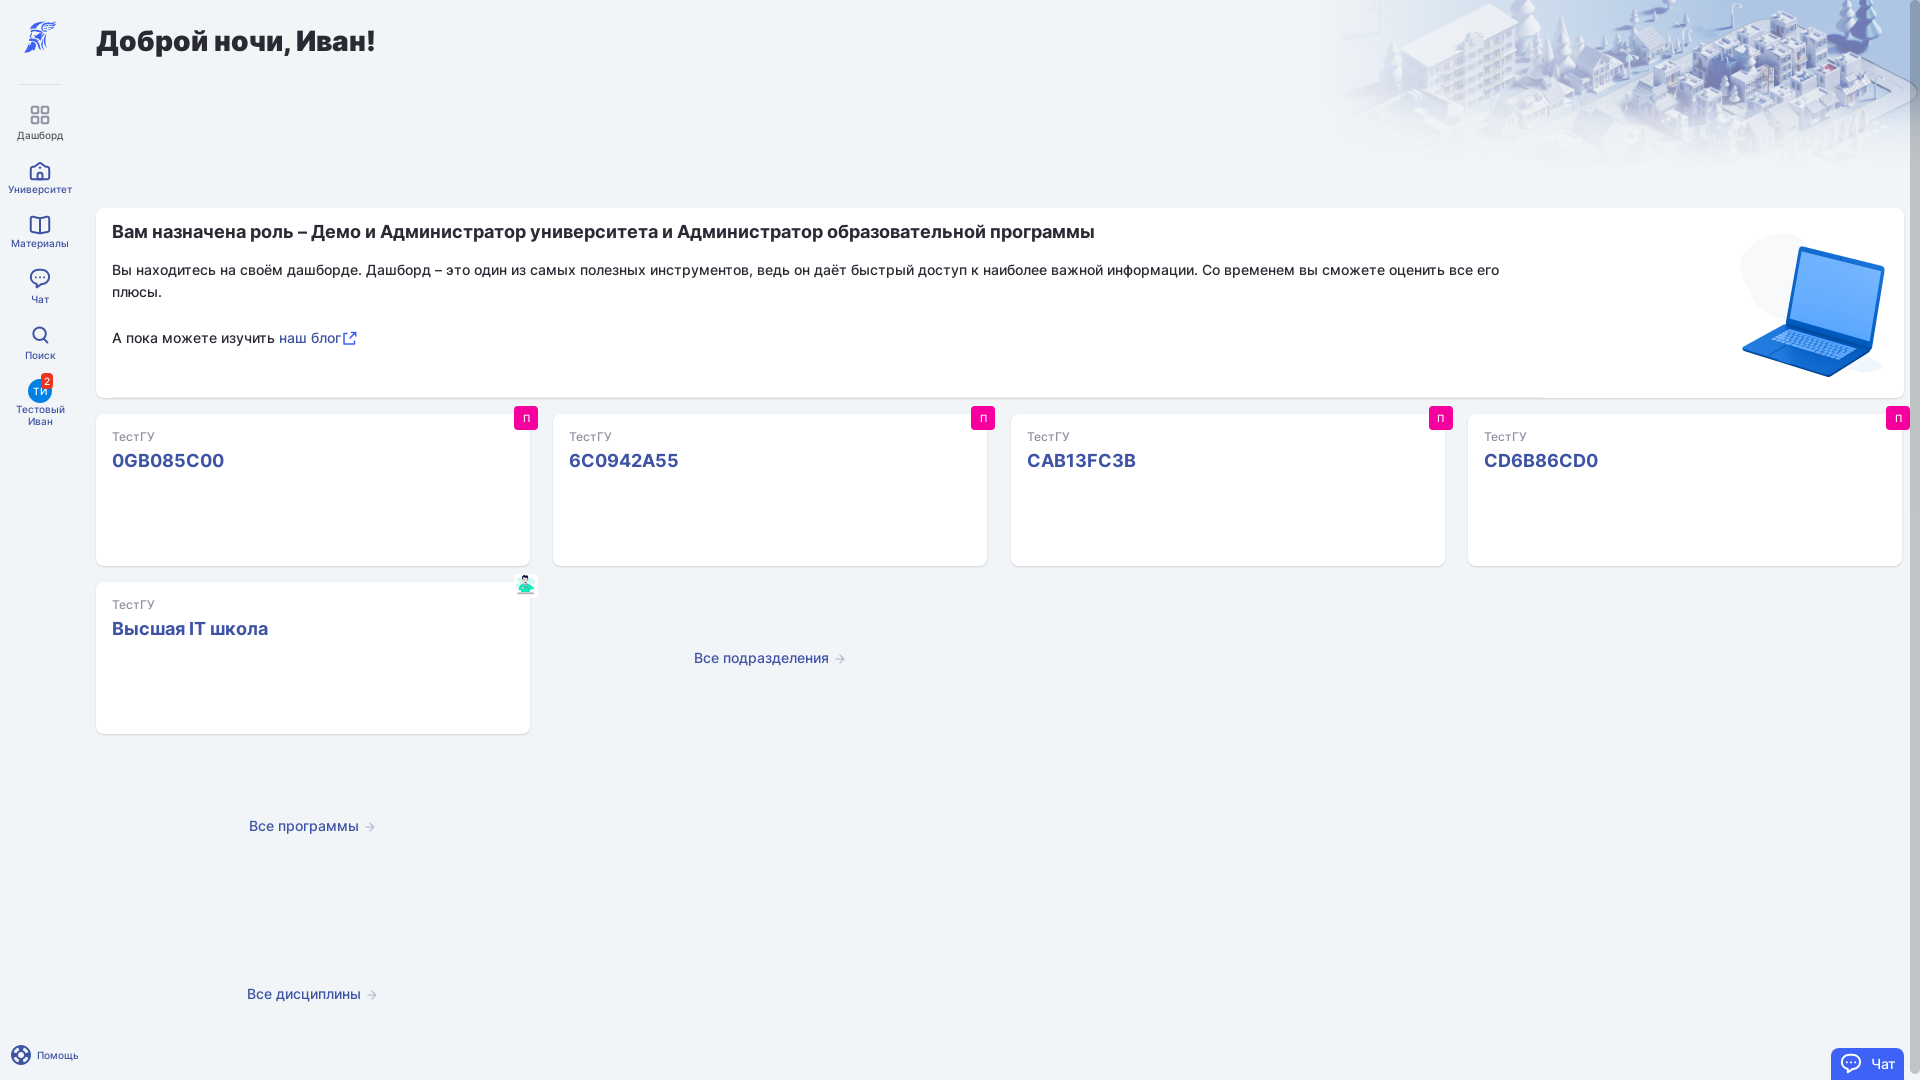 Доброй ночи, Иван!
Дашборд
Университет
Материалы
Чат
Поиск
ТИ
2
Тестовый
Иван
Вам назначена роль – Демо и Администратор университета и Администратор образовательной программы
Вы находитесь на своём дашборде. Дашборд – это один из самых полезных инструментов, ведь он даёт быстрый доступ к наиболее важной информации. Со временем вы сможете оценить все его
плюсы.
А пока можете изучить наш блог
П
ТестГУ
0GB085C00
П
ТестГУ
6C0942A55
П
ТестГУ
CAB13FC3B
П
ТестГУ
CD6B86CD0
ТестГУ
Высшая IT школа
Все подразделения
Все программы
Все дисциплины
Помощь
Чат